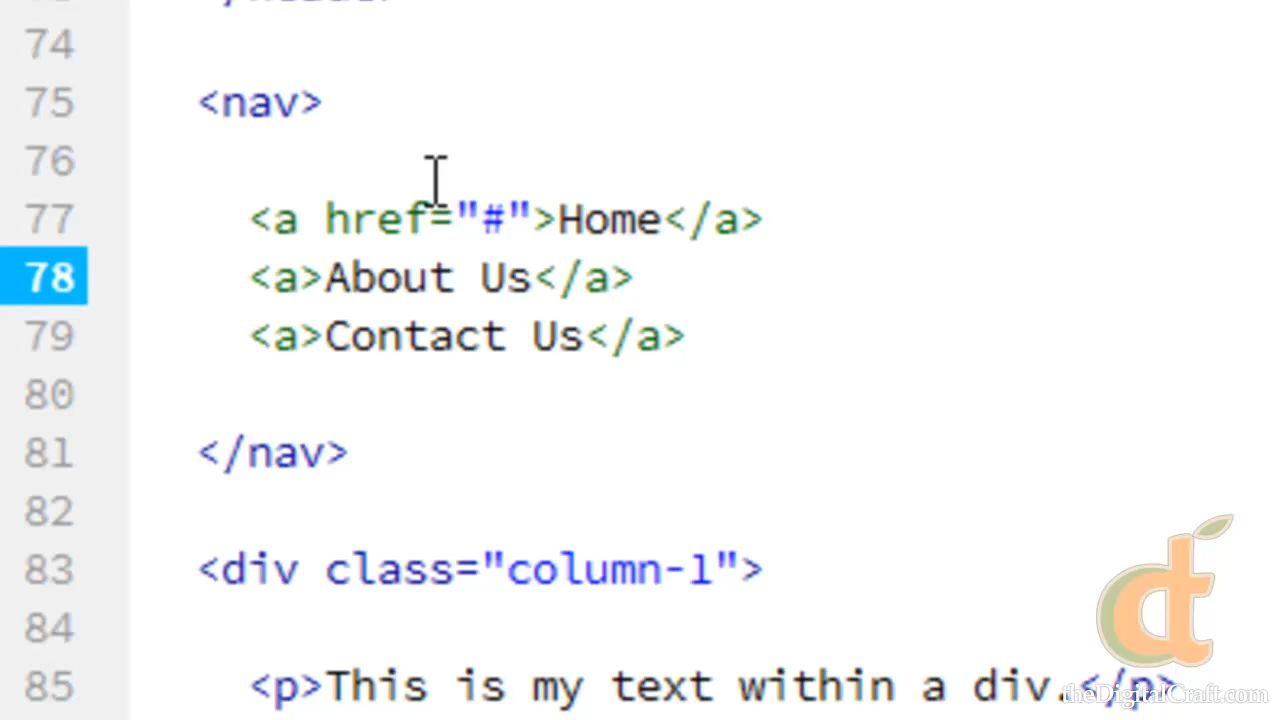 74
75 <nav>
76
77 <a href="#">Home</a>
78 <a>About Us</a>
79 <a>Contact Us</a>
80
81 </nav>
82
83 <div class="column-1">
84
85 <p>This is my text within a div.</p>
theDigitalCraft.com